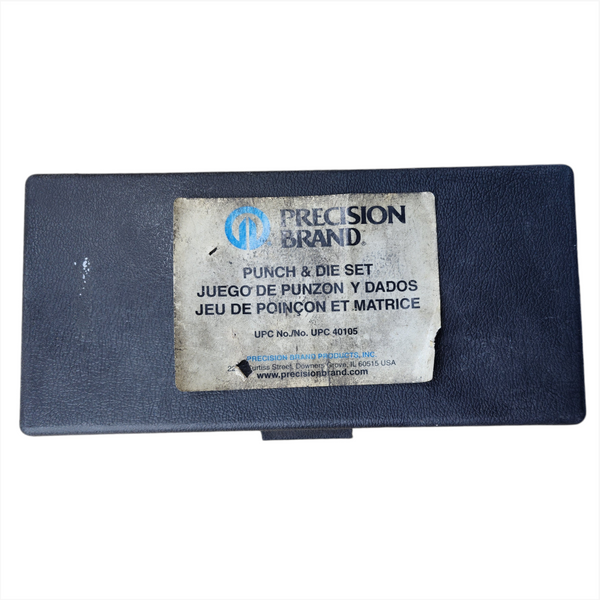 PRECISION
BRAND®
PUNCH & DIE SET
JUEGO DE PUNZON Y DADOS
JEU DE POINÇON ET MATRICE
UPC No./No. UPC 40105
PRECISION BRAND PRODUCTS, INC.
Curtiss Street, Downers Grove, IL 60515 USA
www.precisionbrand.com